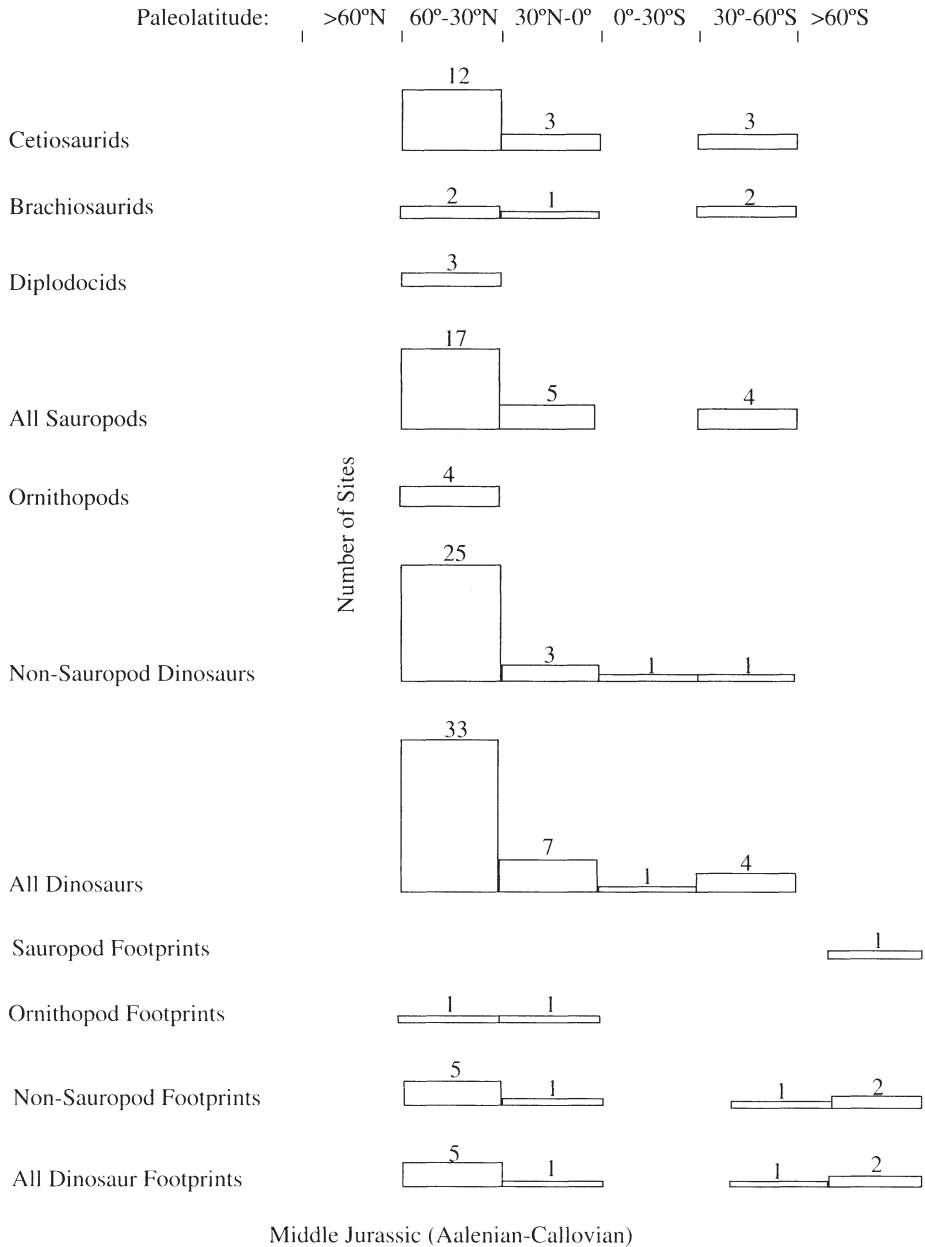 Paleolatitude: >60ºN 60º-30ºN 30ºN-0º 0º-30ºS 30º-60ºS >60ºS
12 3 3
Cetiosaurids
2 1 2
Brachiosaurids
3
Diplodocids
17 5 4
All Sauropods
4
Ornithopods
Number of Sites
25 3 1 1
Non-Sauropod Dinosaurs
33 7 1 4
All Dinosaurs
1
Sauropod Footprints
1 1
Ornithopod Footprints
5 1 1 2
Non-Sauropod Footprints
5 1 1 2
All Dinosaur Footprints
Middle Jurassic (Aalenian-Callovian)